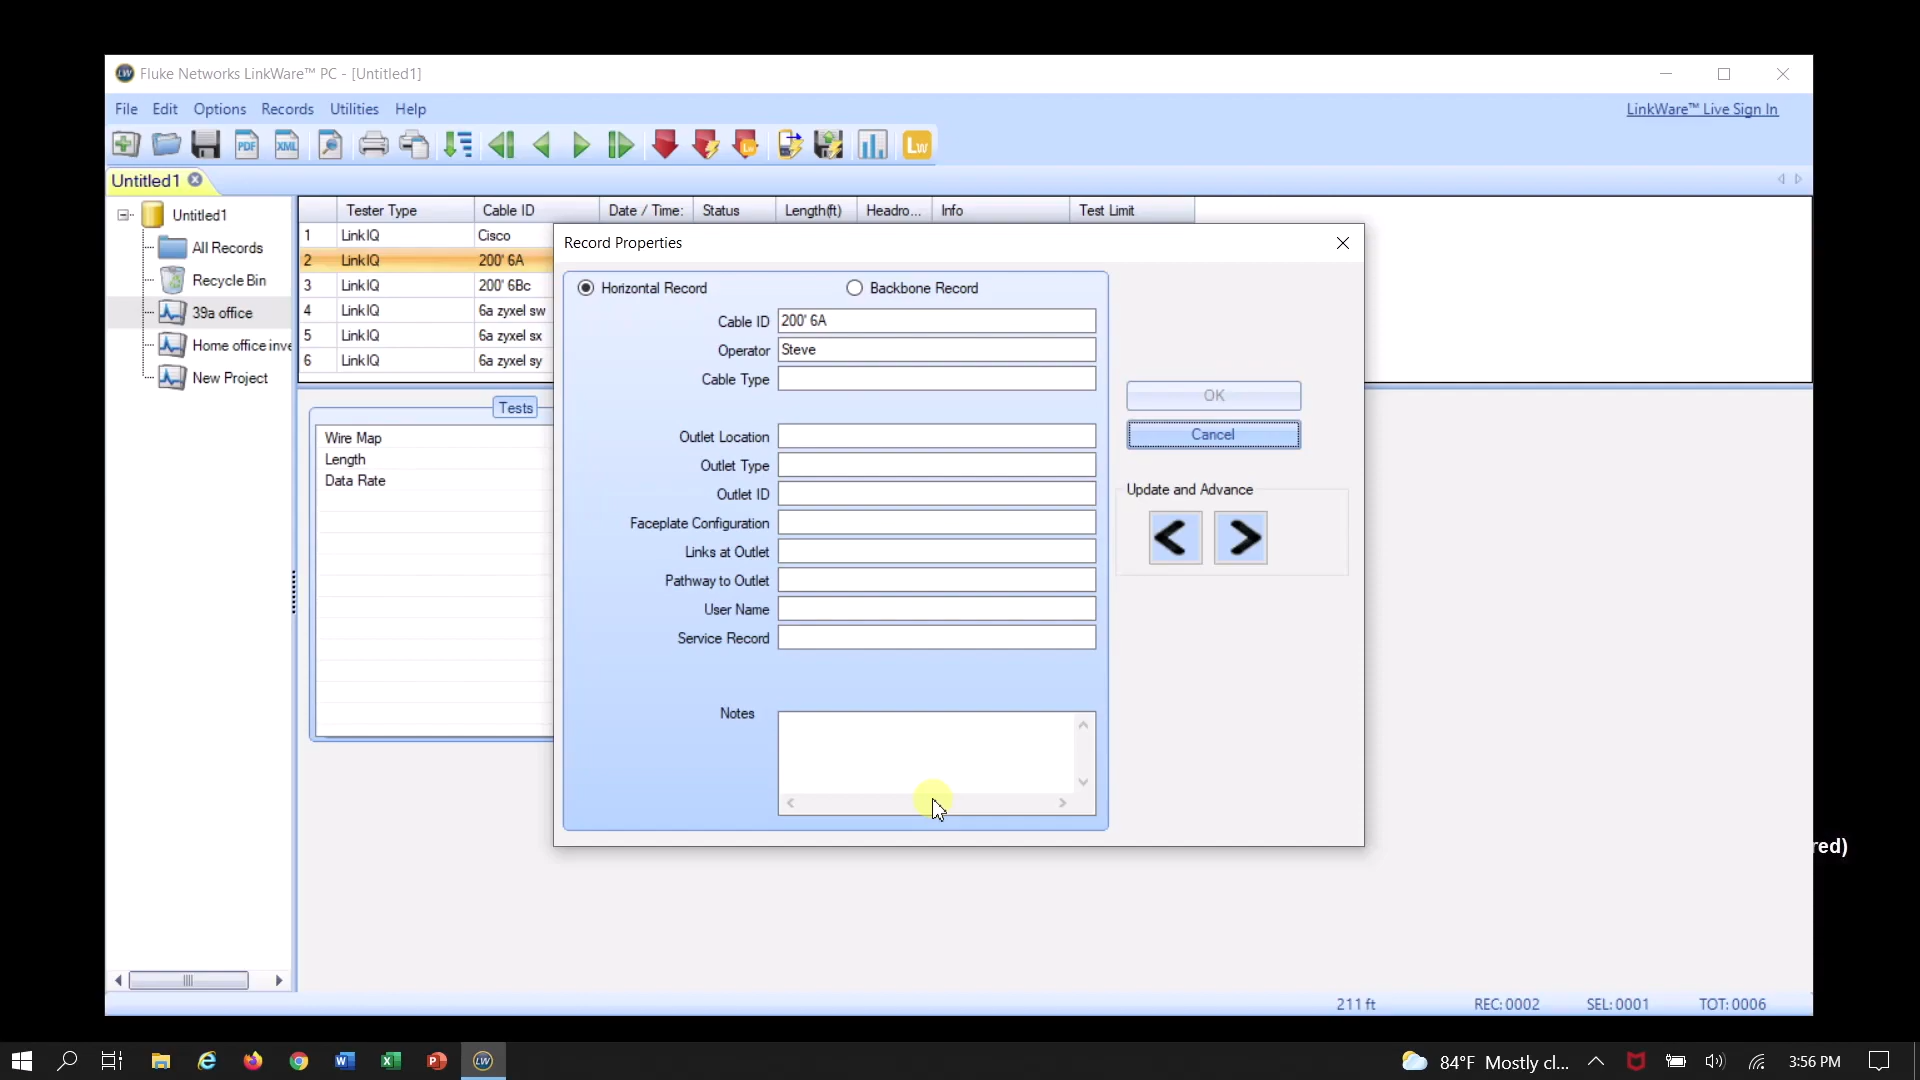 Fluke Networks LinkWare™ PC - [Untitled1]
File Edit Options Records Utilities Help LinkWare™ Live Sign In
PDF XML Lw
Untitled1
Untitled1
All Records
Recycle Bin
39a office
Home office inve
New Project
Tester Type Cable ID Date / Time: Status Length(ft) Headro... Info Test Limit
1 LinkIQ Cisco
2 LinkIQ 200' 6A
3 LinkIQ 200' 6Bc
4 LinkIQ 6a zyxel sw
5 LinkIQ 6a zyxel sx
6 LinkIQ 6a zyxel sy
Tests
Wire Map
Length
Data Rate
Record Properties
Horizontal Record Backbone Record
Cable ID 200' 6A
Operator Steve
Cable Type
Outlet Location
Outlet Type
Outlet ID
Faceplate Configuration
Links at Outlet
Pathway to Outlet
User Name
Service Record
Notes
OK
Cancel
Update and Advance
red)
211 ft REC: 0002 SEL: 0001 TOT: 0006
84°F Mostly cl... 3:56 PM